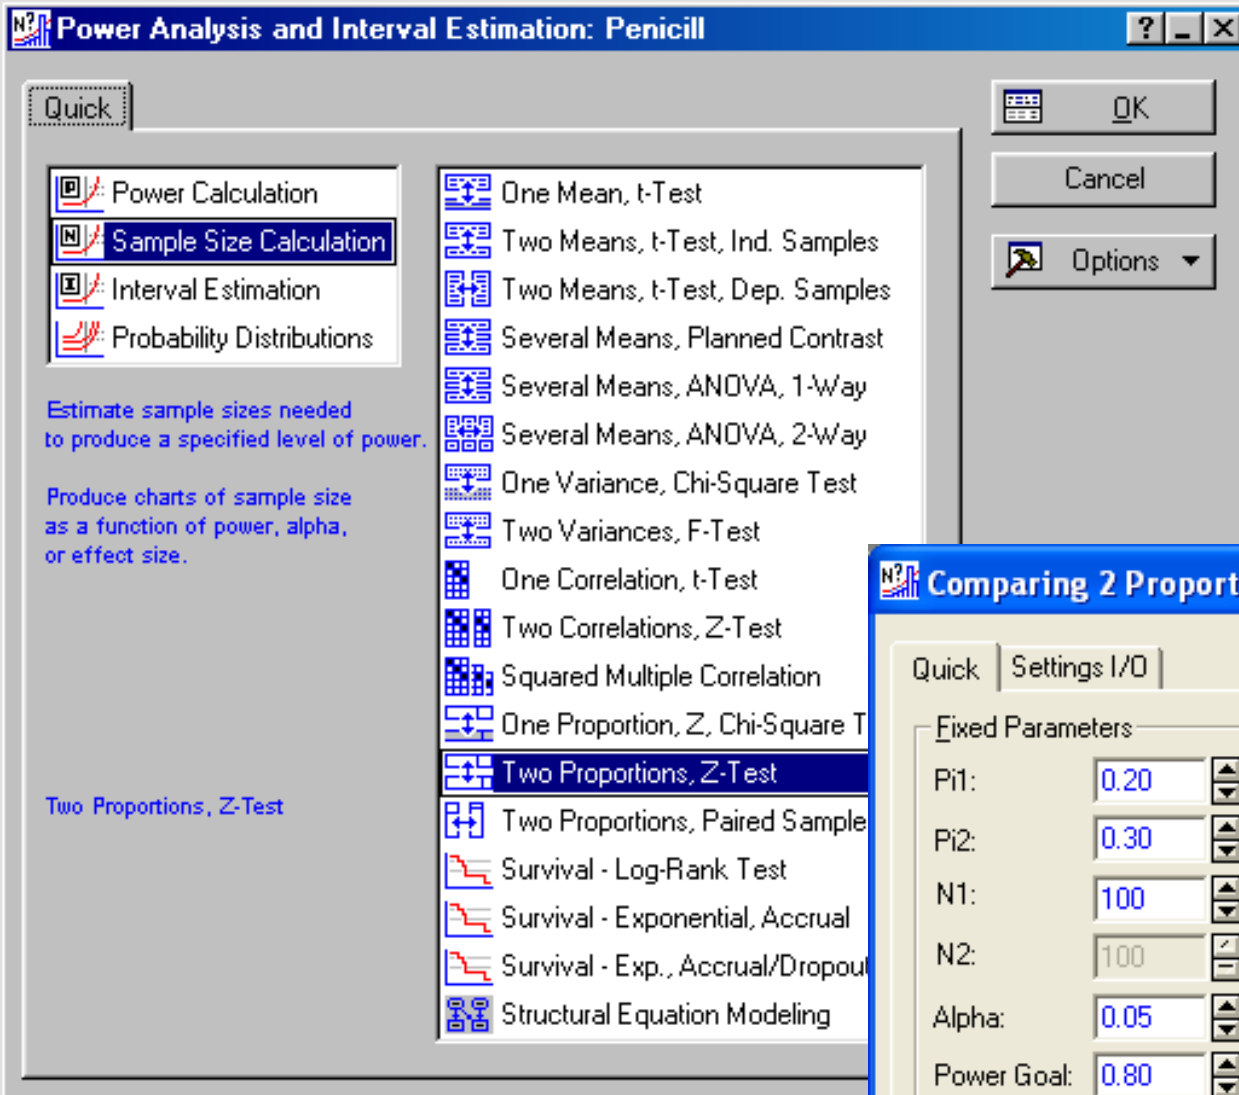 Power Analysis and Interval Estimation: Penicill
Quick
OK
Cancel
Options
Power Calculation
Sample Size Calculation
Interval Estimation
Probability Distributions
Estimate sample sizes needed
to produce a specified level of power.
Produce charts of sample size
as a function of power, alpha,
or effect size.
Two Proportions, Z-Test
One Mean, t-Test
Two Means, t-Test, Ind. Samples
Two Means, t-Test, Dep. Samples
Several Means, Planned Contrast
Several Means, ANOVA, 1-Way
Several Means, ANOVA, 2-Way
One Variance, Chi-Square Test
Two Variances, F-Test
One Correlation, t-Test
Two Correlations, Z-Test
Squared Multiple Correlation
One Proportion, Z, Chi-Square T
Two Proportions, Z-Test
Two Proportions, Paired Sample
Survival - Log-Rank Test
Survival - Exponential, Accrual
Survival - Exp., Accrual/Dropout
Structural Equation Modeling
Comparing 2 Proport
Quick
Settings I/O
Fixed Parameters
Pi1: 0.20
Pi2: 0.30
N1: 100
N2: 100
Alpha: 0.05
Power Goal: 0.80